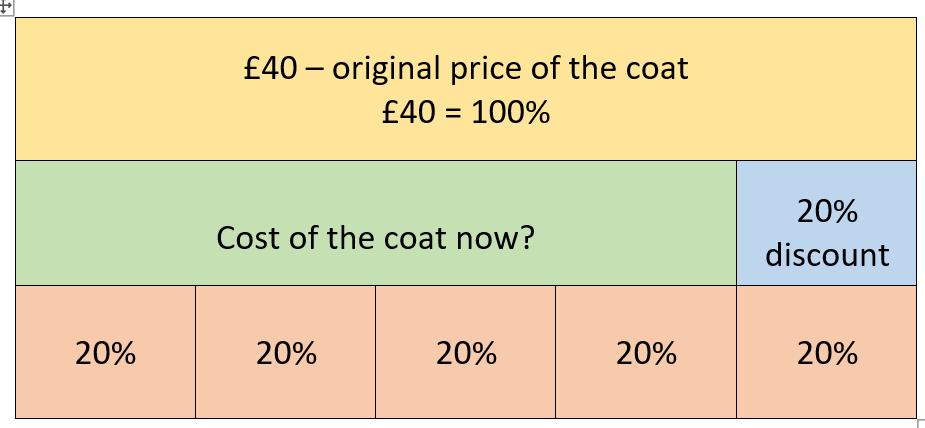 £40 – original price of the coat
£40 = 100%
Cost of the coat now?
20%
discount
20%
20%
20%
20%
20%